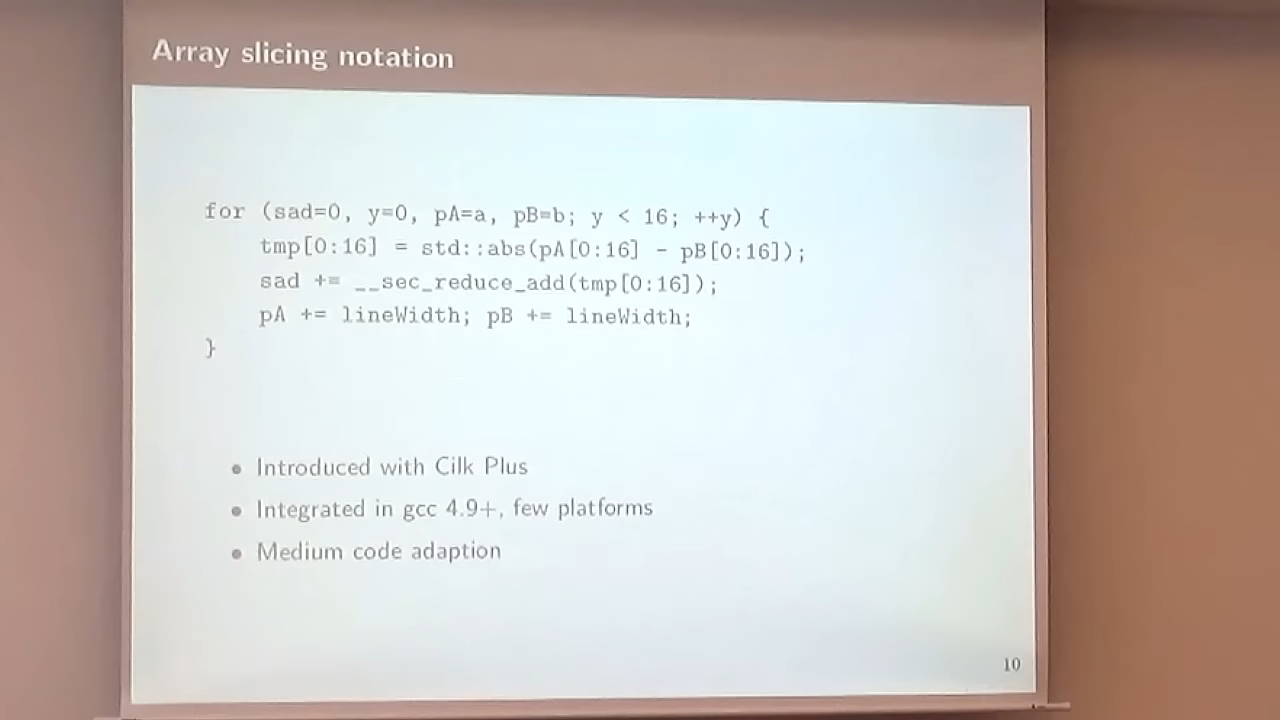 Array slicing notation
for (sad=0, y=0, pA=a, pB=b; y < 16; ++y) {
    tmp[0:16] = std::abs(pA[0:16] - pB[0:16]);
    sad += __sec_reduce_add(tmp[0:16]);
    pA += lineWidth; pB += lineWidth;
}
• Introduced with Cilk Plus
• Integrated in gcc 4.9+, few platforms
• Medium code adaption
10